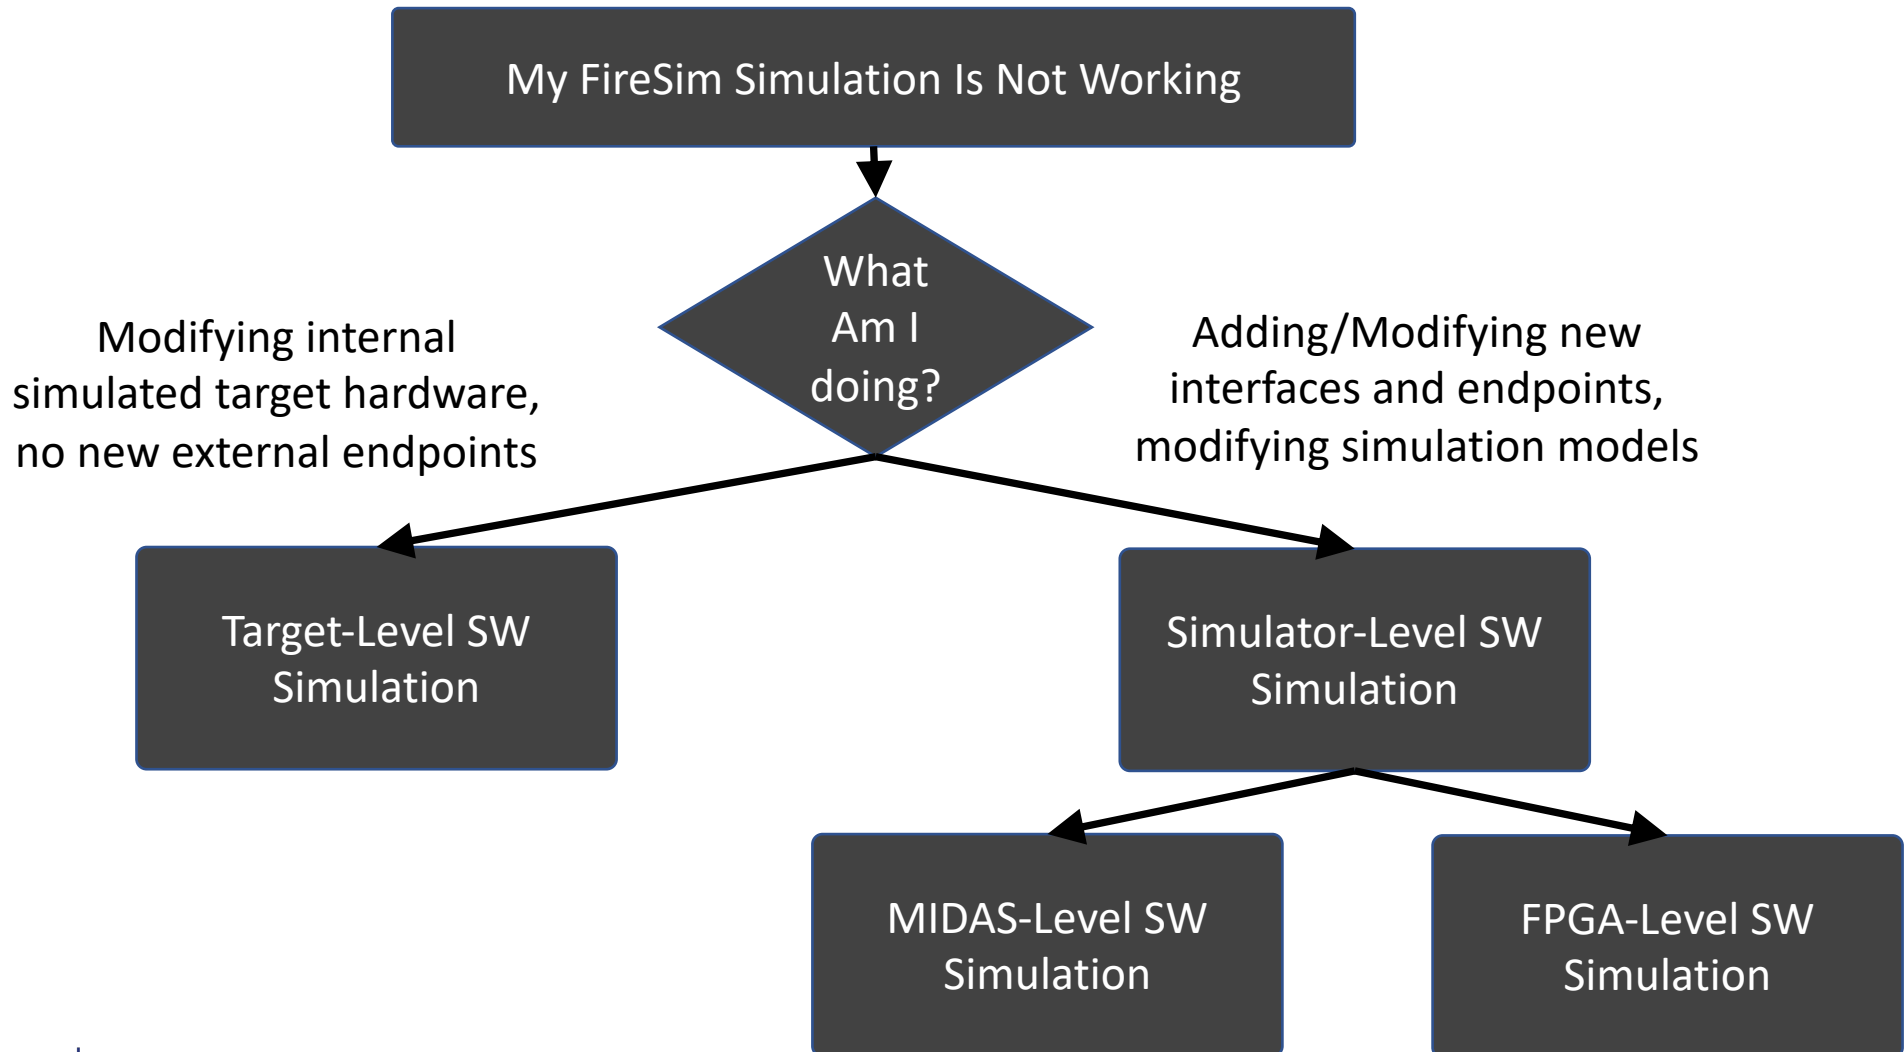 My FireSim Simulation Is Not Working
What
Am I
doing?
Modifying internal
simulated target hardware,
no new external endpoints
Adding/Modifying new
interfaces and endpoints,
modifying simulation models
Target-Level SW
Simulation
Simulator-Level SW
Simulation
MIDAS-Level SW
Simulation
FPGA-Level SW
Simulation